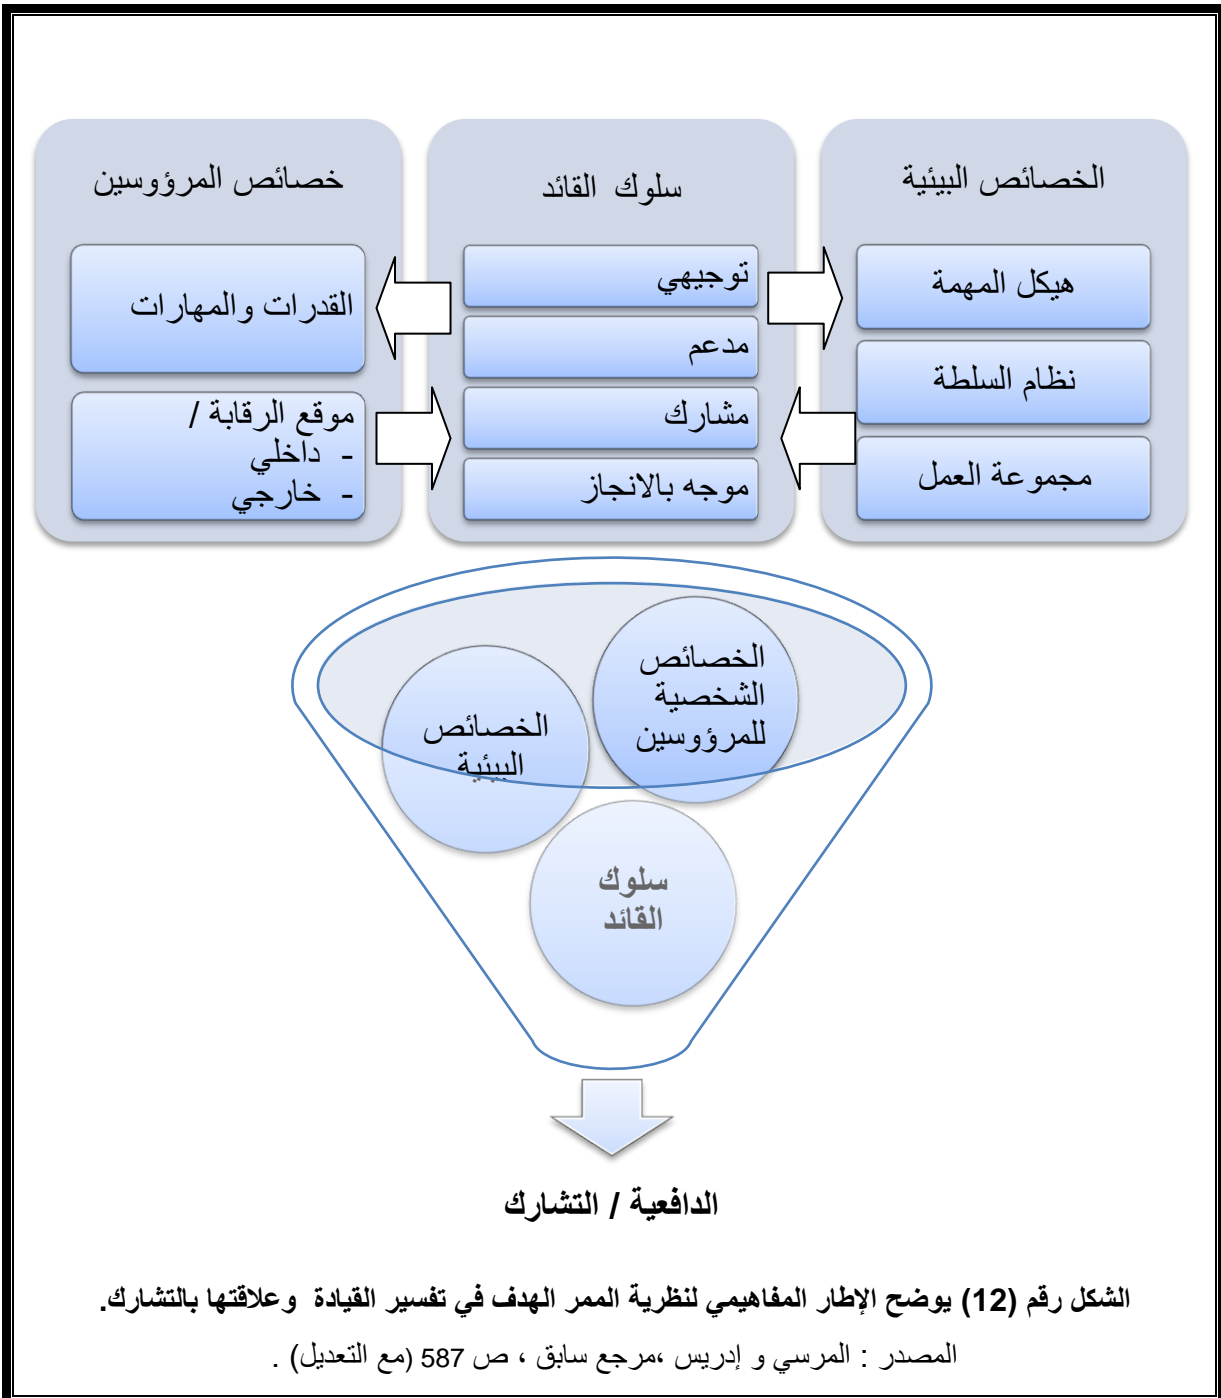 الخصائص البيئية
هيكل المهمة
نظام السلطة
مجموعة العمل
سلوك القائد
توجيهي
مدعم
مشارك
موجه بالانجاز
خصائص المرؤوسين
القدرات والمهارات
موقع الرقابة /
- داخلي
- خارجي
الخصائص
الشخصية
للمرؤوسين
الخصائص
البيئية
سلوك
القائد
الدافعية / التشارك
الشكل رقم (12) يوضح الإطار المفاهيمي لنظرية الممر الهدف في تفسير القيادة وعلاقتها بالتشارك.
المصدر : المرسي و إدريس ،مرجع سابق ، ص 587 (مع التعديل) .